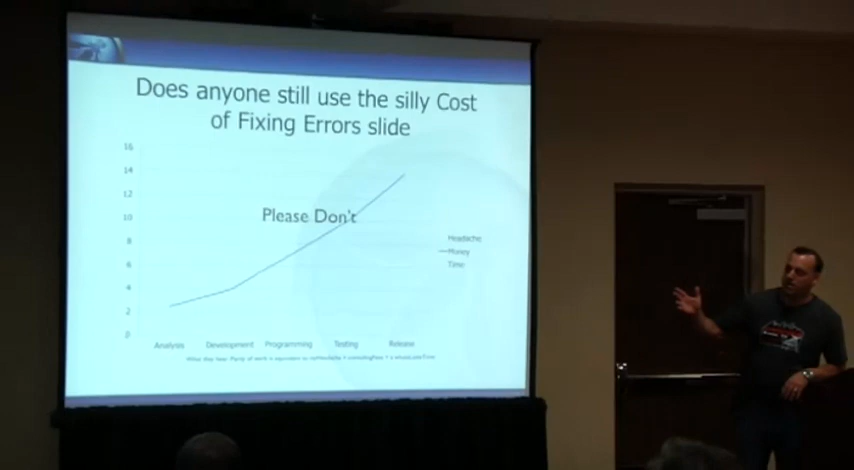 Does anyone still use the silly Cost
of Fixing Errors slide
16
14
12
10
8
6
4
2
0
Please Don't
Headache
Money
Time
Analysis Development Programming Testing Release